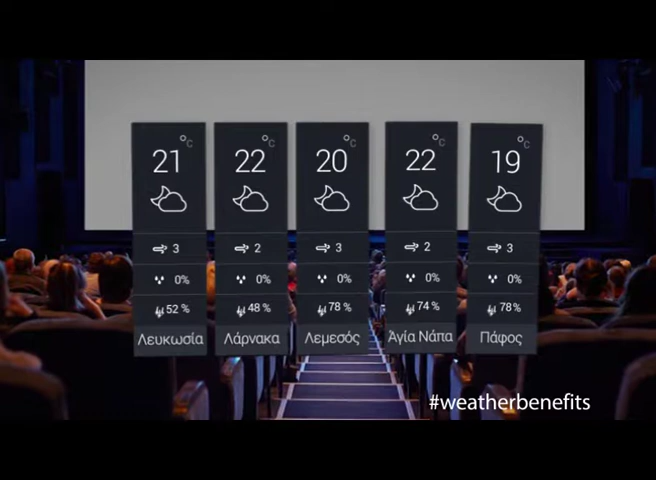 °C °C °C °C °C
21 22 20 22 19
3 2 3 2 3
0% 0% 0% 0% 0%
52 % 48 % 78 % 74 % 78%
Λευκωσία Λάρνακα Λεμεσός Άγία Νάπα Πάφος
#weatherbenefits